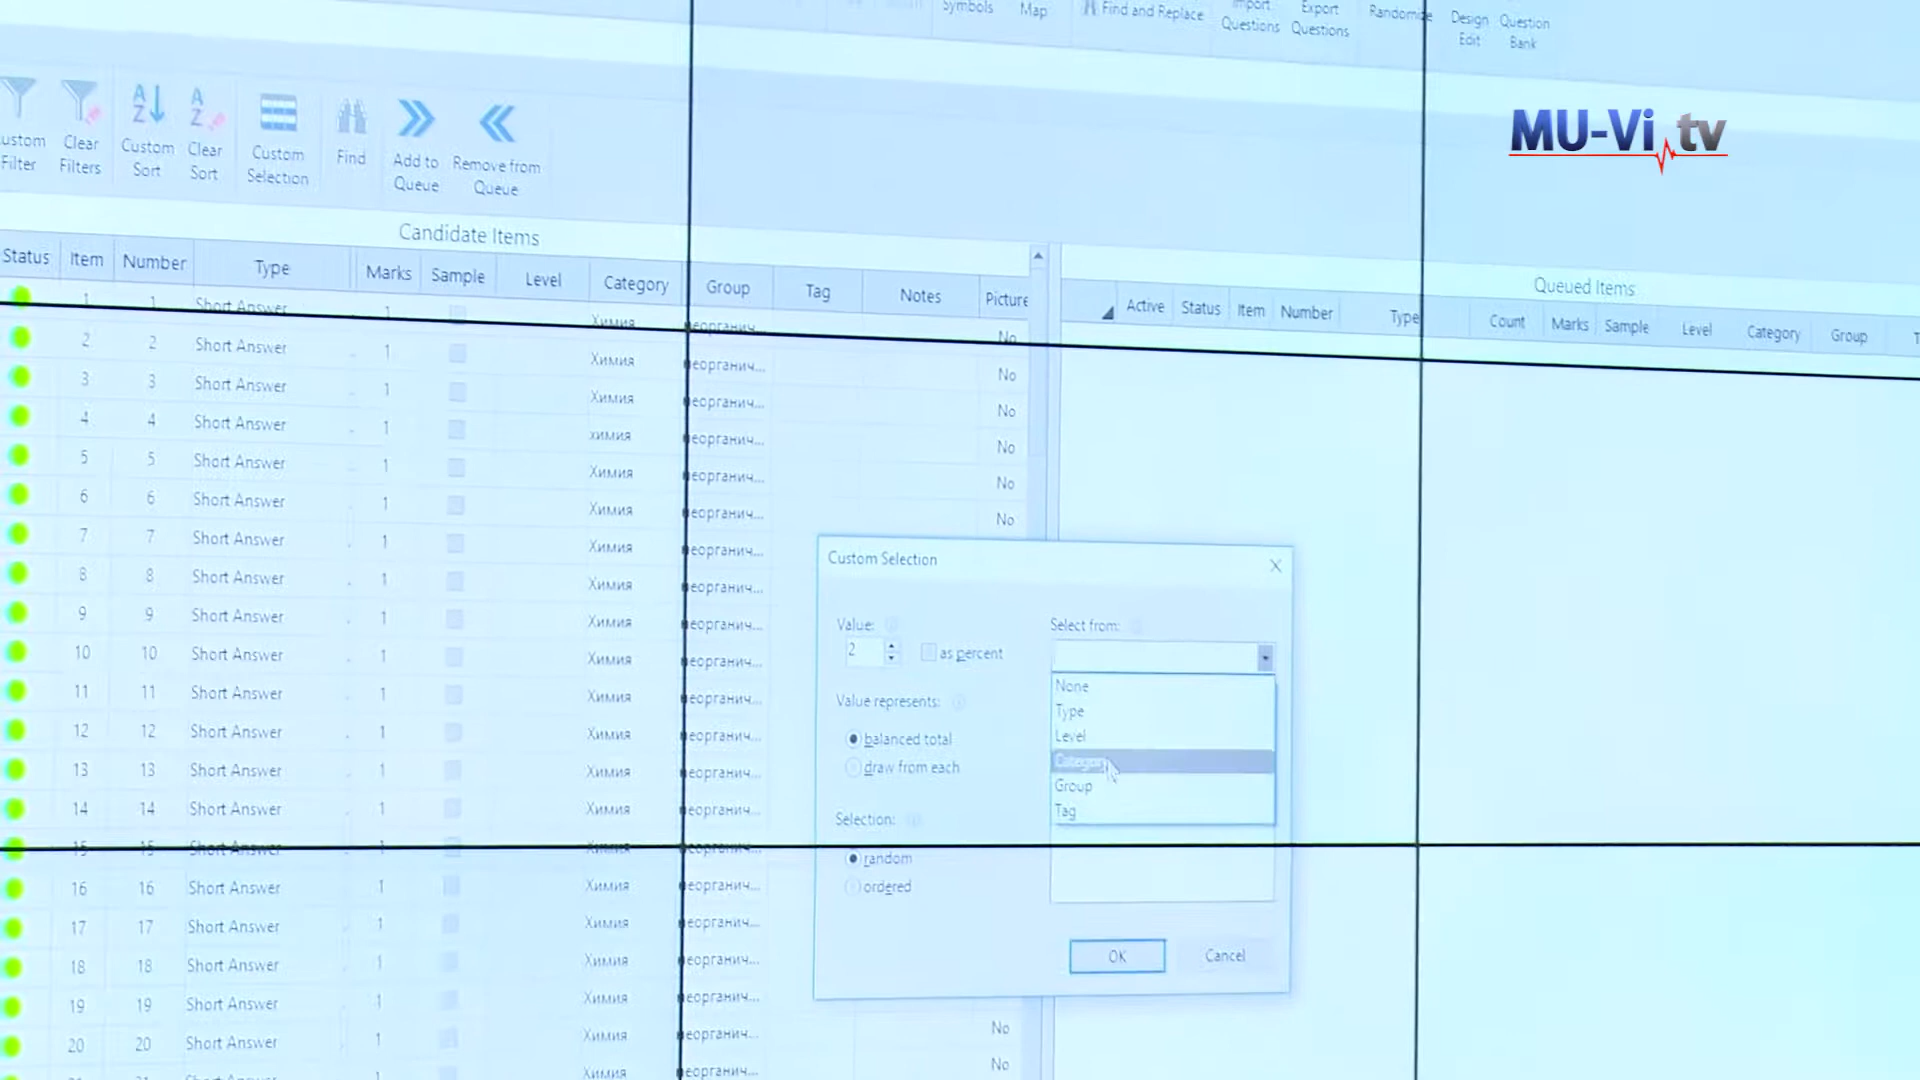 Symbols Map Find and Replace Questions Export Questions Design Edit Question Bank
MU-Vi tv
Filter Clear Filters Custom Sort Clear Sort Custom Selection Find Add to Queue Remove from Queue
Candidate Items
Queued Items
Status Item Number Type Marks Sample Level Category Group Tag Notes Picture
Active Status Item Number Type Count Marks Sample Level Category Group
1 1 Short Answer 1 Химия No
2 2 Short Answer 1 Химия еорганич... No
3 3 Short Answer 1 Химия еорганич... No
4 4 Short Answer 1 химия еорганич... No
5 5 Short Answer 1 Химия еорганич... No
6 6 Short Answer 1 Химия еорганич... No
7 7 Short Answer 1 Химия еорганич...
8 8 Short Answer 1 Химия еорганич...
9 9 Short Answer 1 Химия еорганич...
10 10 Short Answer 1 Химия еорганич...
11 11 Short Answer 1 Химия еорганич...
12 12 Short Answer 1 Химия еорганич...
13 13 Short Answer 1 Химия еорганич...
14 14 Short Answer 1 Химия еорганич...
15 15 Short Answer 1 Химия еорганич...
16 16 Short Answer 1 Химия еорганич...
17 17 Short Answer 1 Химия еорганич...
18 18 Short Answer 1 Химия еорганич...
19 19 Short Answer 1 Химия еорганич...
20 20 Short Answer 1 Химия еорганич... No
1 Химия еорганич... No
Custom Selection
Value:
2 as percent
Value represents:
balanced total
draw from each
Selection:
random
ordered
Select from:
None
Type
Level
Category
Group
Tag
OK Cancel